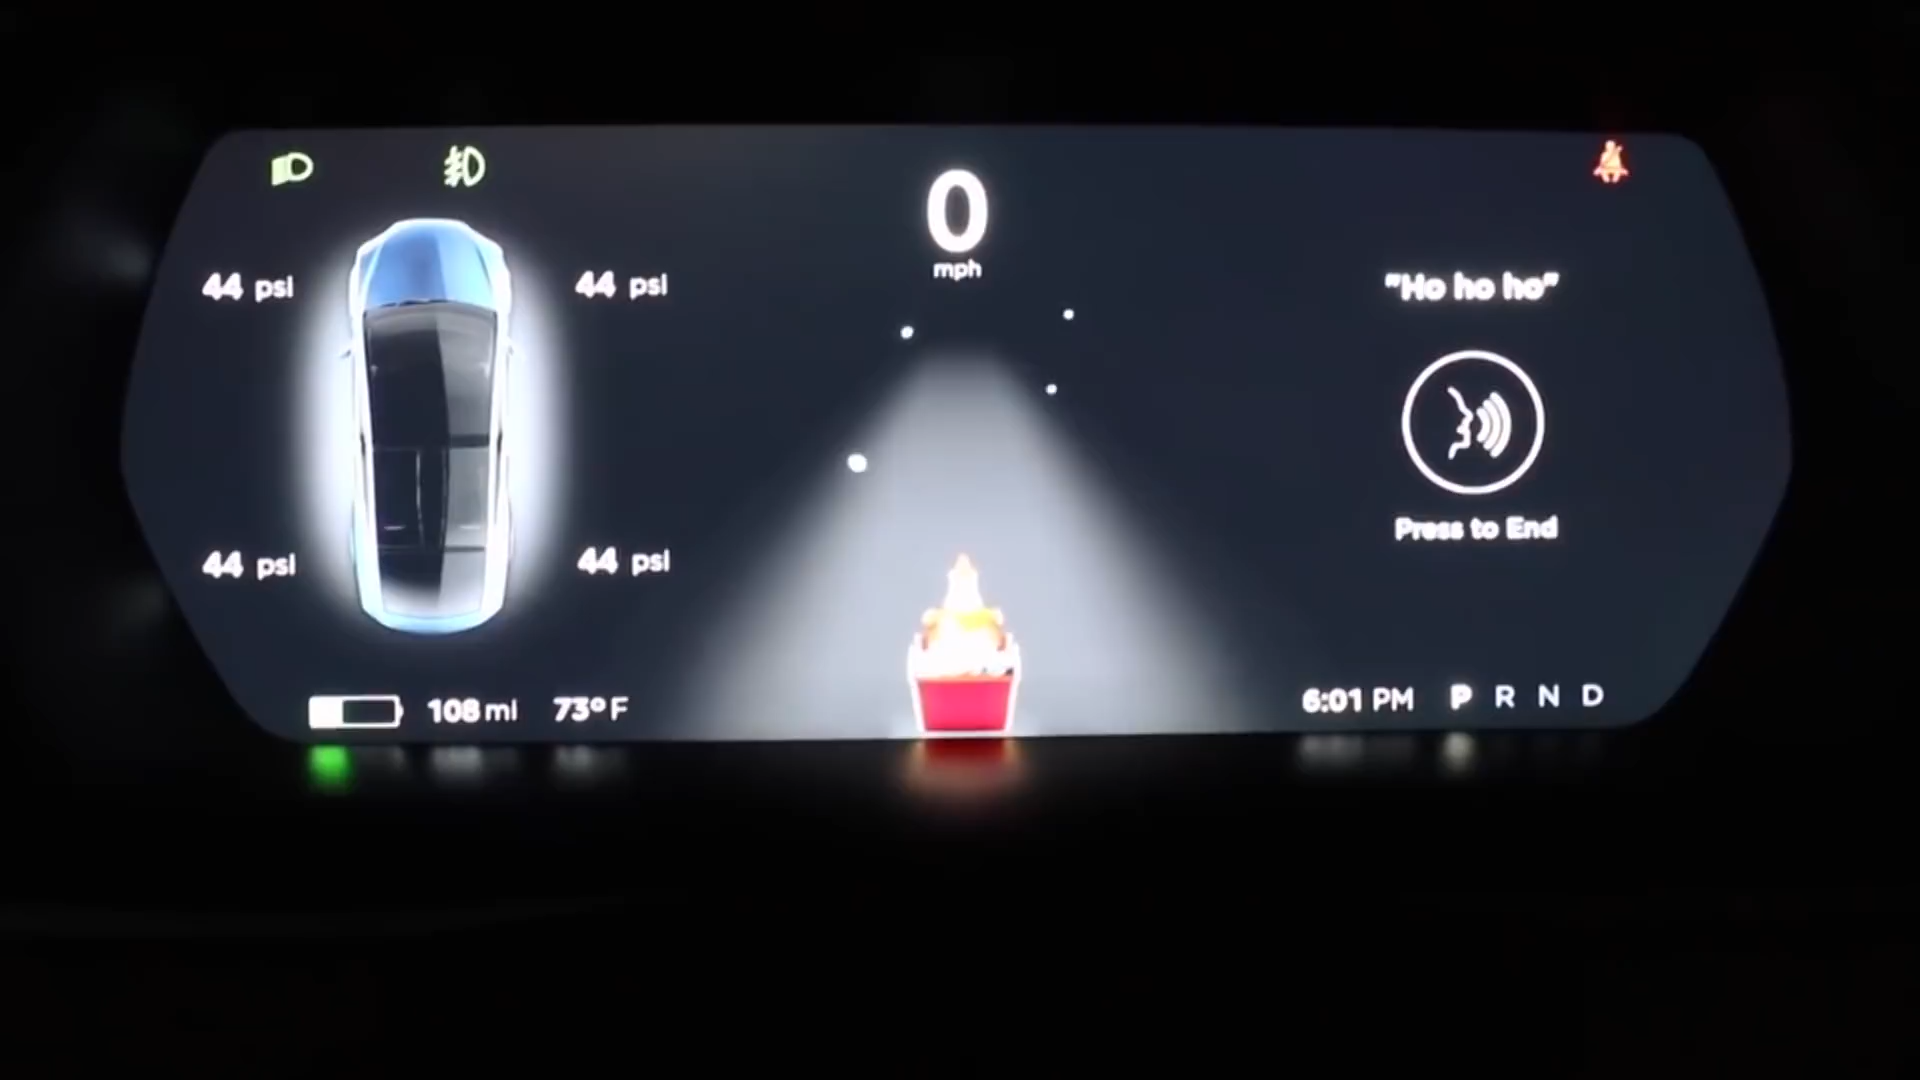 0
mph
44 psi
44 psi
"Ho ho ho"
Press to End
44 psi
44 psi
108 mi
73° F
6:01 PM
P R N D